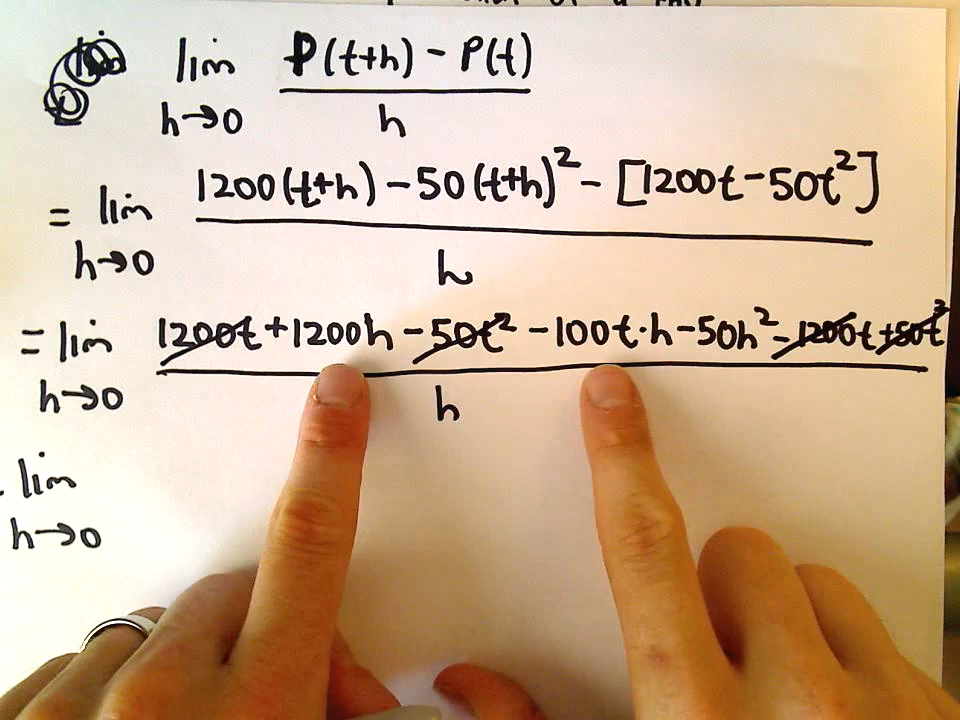 lim P(t+h) - P(t)
h→0 h
= lim 1200(t+h) - 50(t+h)² - [1200t - 50t²]
h→0 h
= lim 1200t + 1200h - 50t² - 100t·h - 50h² - 1200t + 50t²
h→0 h
lim
h→0